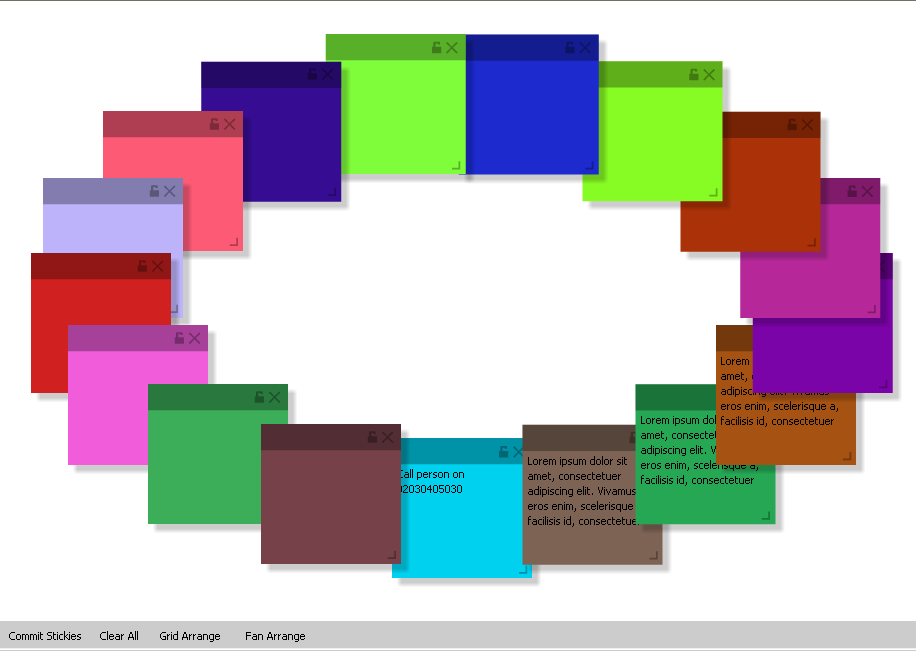 Call person on
02030405030
Lorem ipsum dolor sit
amet, consectetuer
adipiscing elit. Vivamus
eros enim, scelerisque
facilisis id, consectetue
Lorem ipsum dol
amet, consectet
adipiscing elit. V
eros enim, scelerisque a,
facilisis id, consectetuer
Lorem
amet,
adipiscing elit. Vivamus
eros enim, scelerisque a,
facilisis id, consectetuer
Commit Stickies Clear All Grid Arrange Fan Arrange